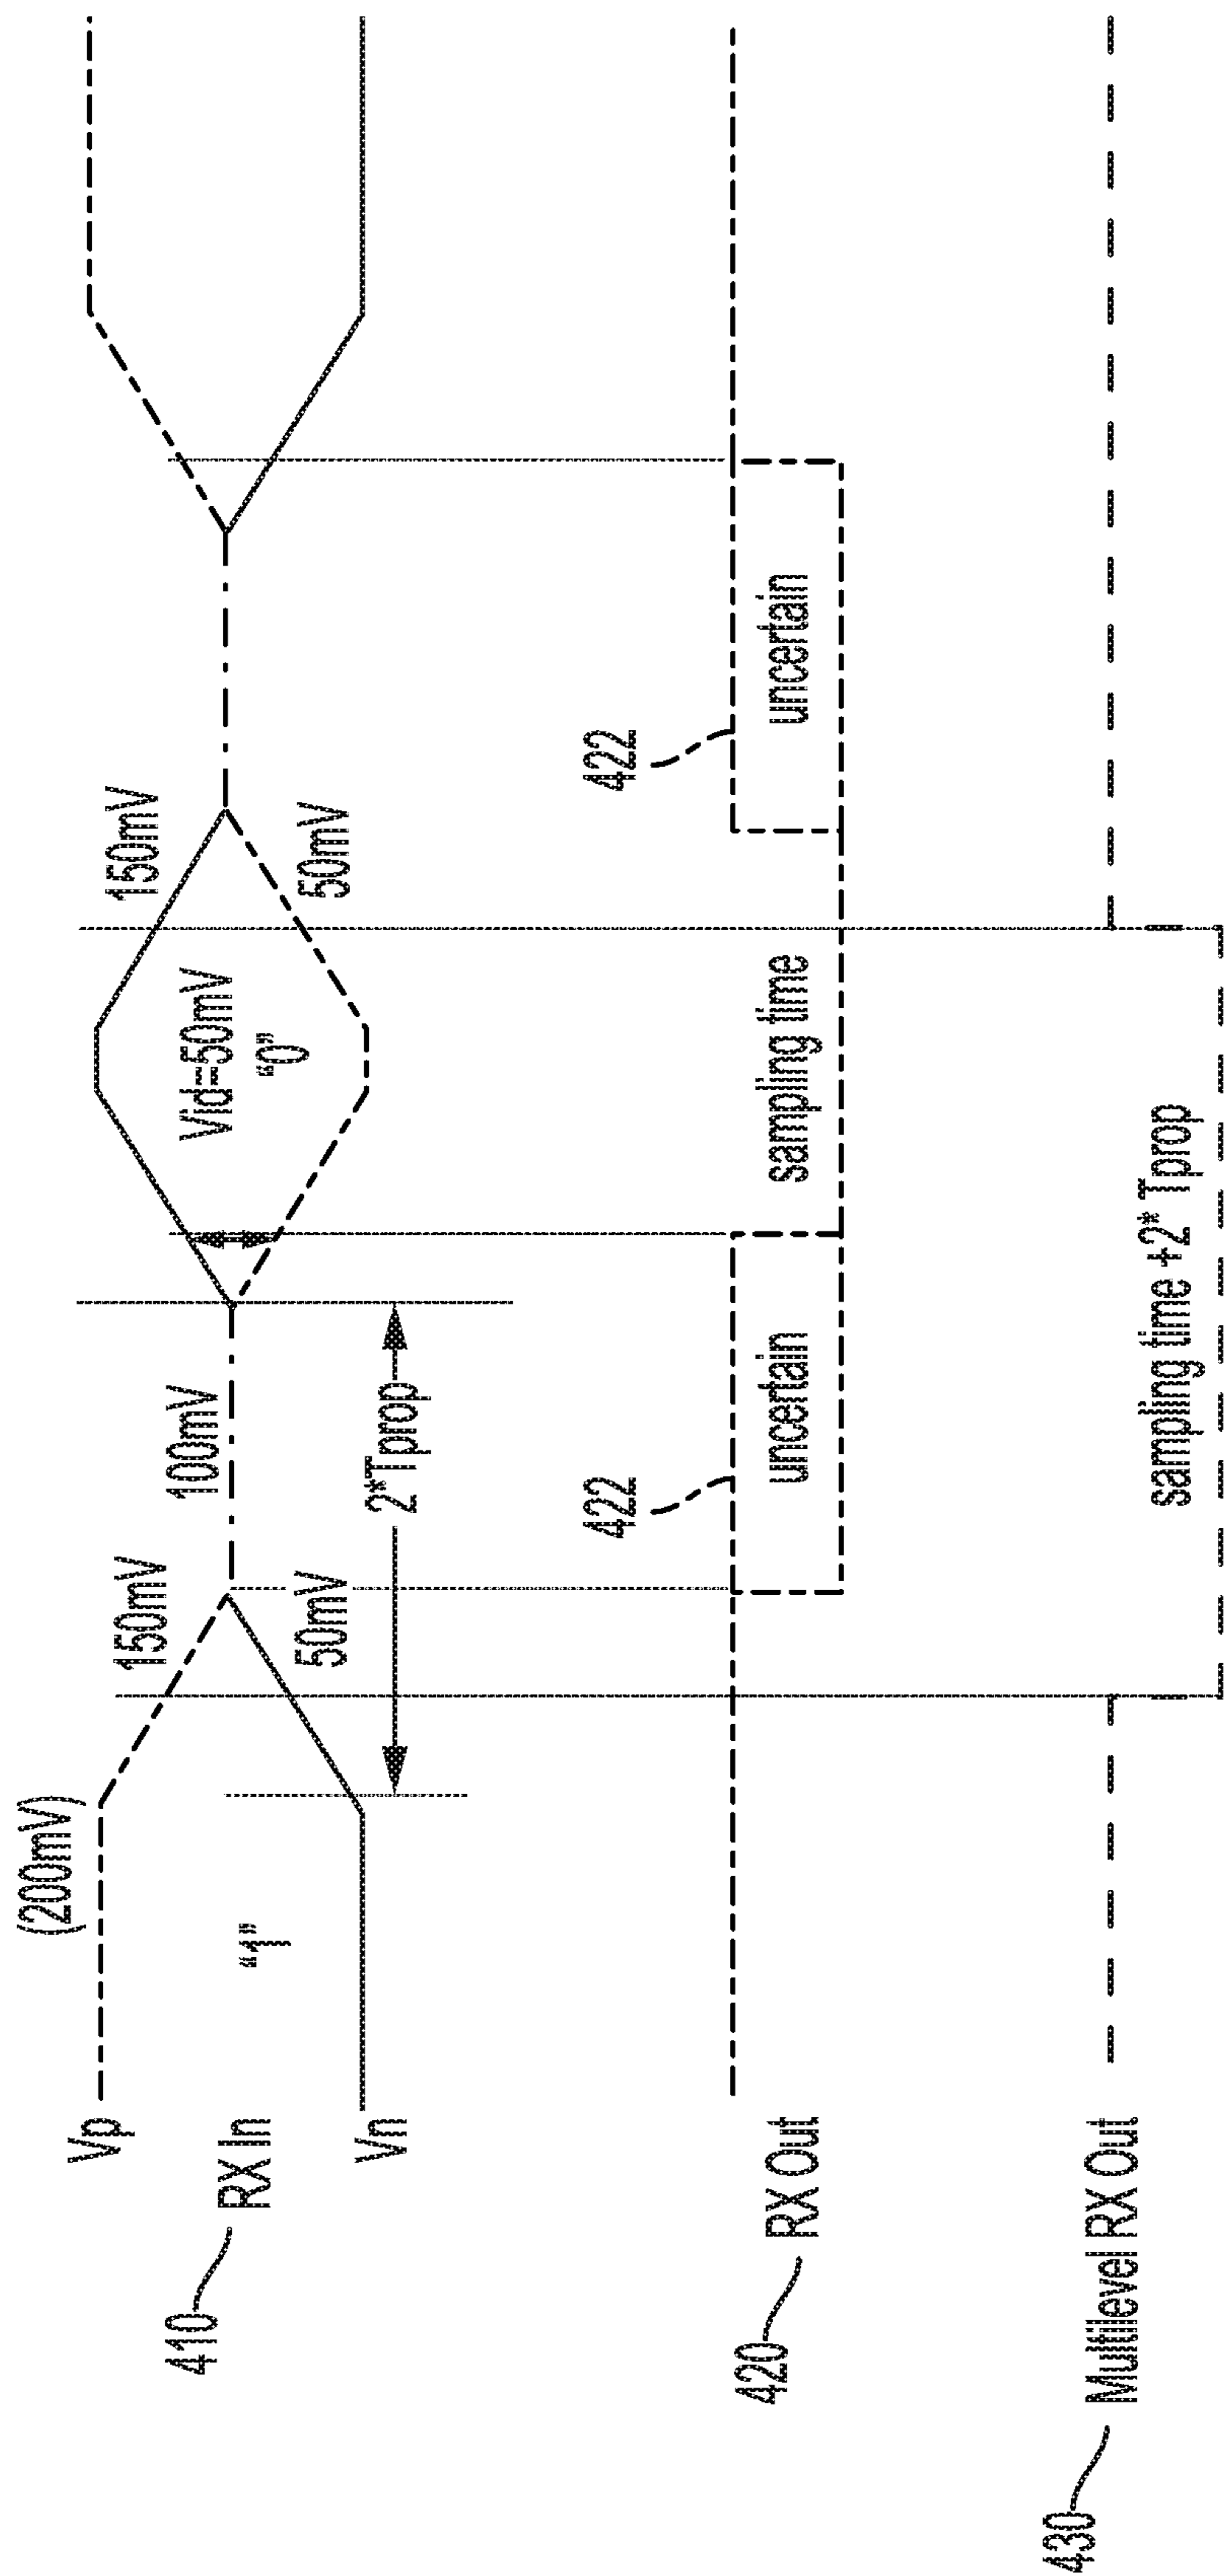 (200mV)
Vp
150mV
100mV
150mV
410
RX In
"1"
Vid=50mV
"0"
Vn
50mV
2*Tprop
50mV
422
422
420
RX Out
uncertain
sampling time
uncertain
430
Multilevel RX Out
sampling time +2* Tprop